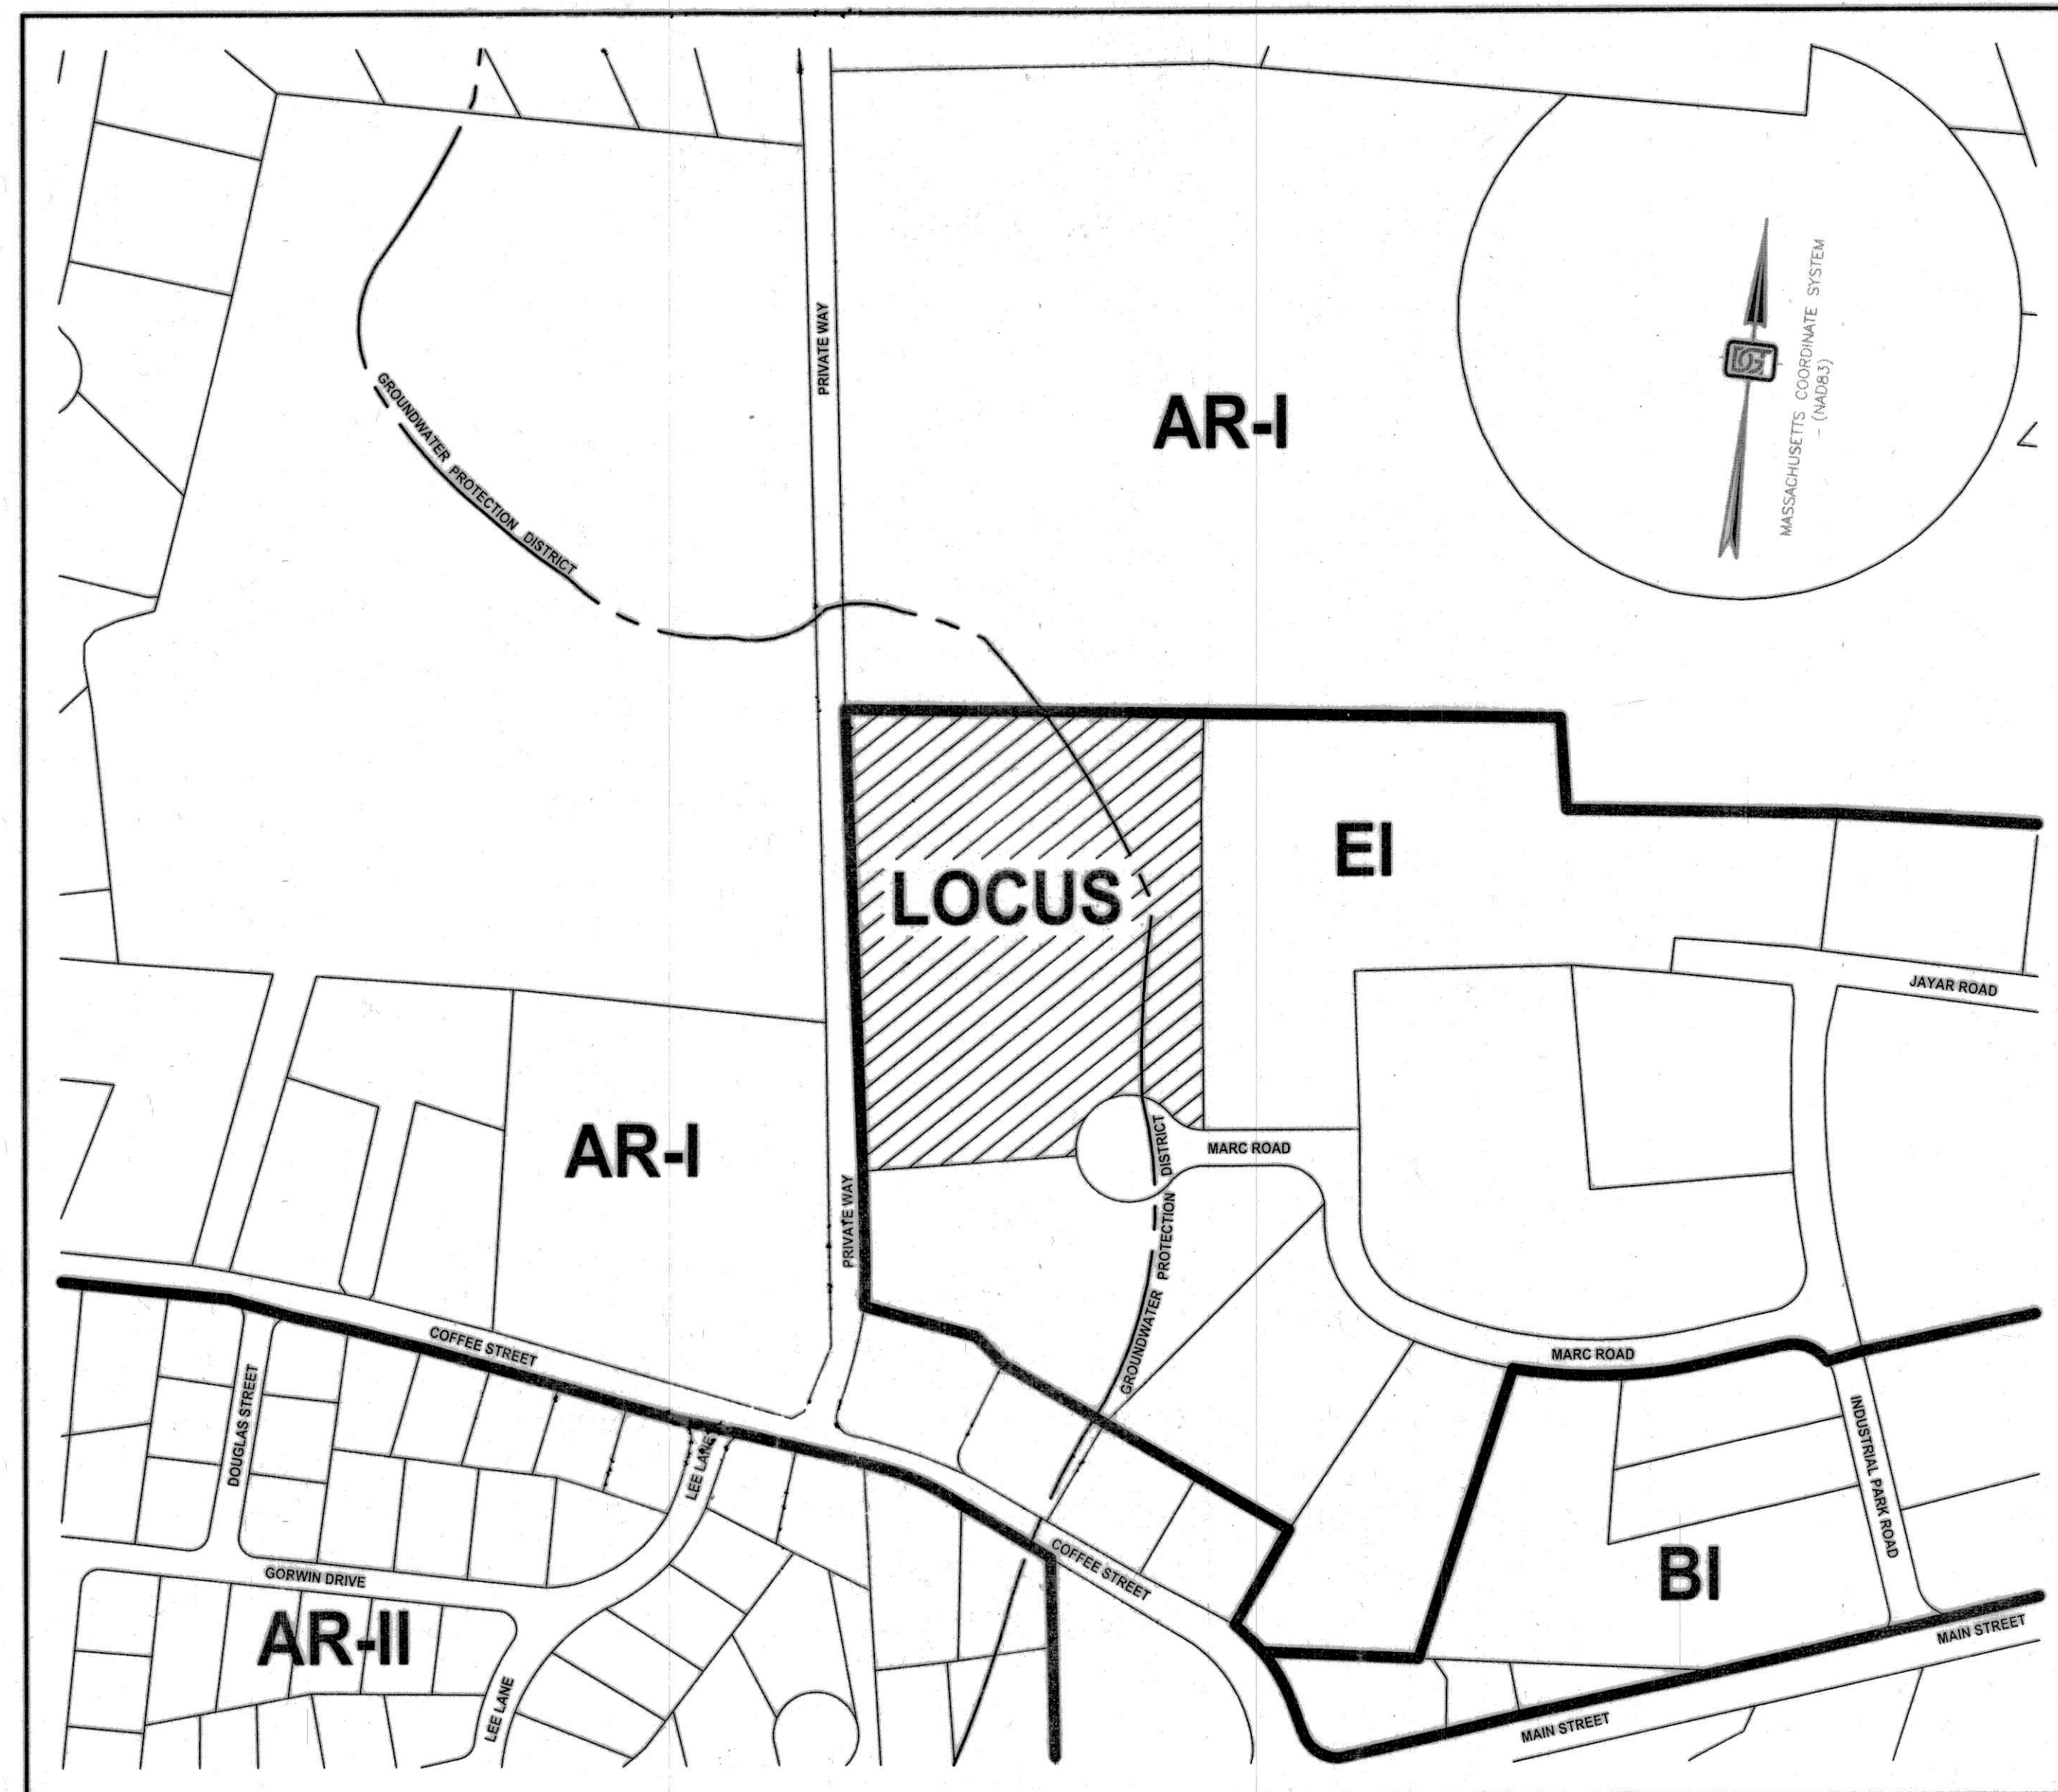 PRIVATE WAY
AR-I
DGT
MASSACHUSETTS COORDINATE SYSTEM
(NAD83)
GROUNDWATER PROTECTION DISTRICT
LOCUS
EI
JAYAR ROAD
AR-I
PRIVATE WAY
MARC ROAD
GROUNDWATER PROTECTION DISTRICT
COFFEE STREET
MARC ROAD
DOUGLAS STREET
LEE LANE
INDUSTRIAL PARK ROAD
COFFEE STREET
BI
GORWIN DRIVE
AR-II
MAIN STREET
LEE LANE
MAIN STREET